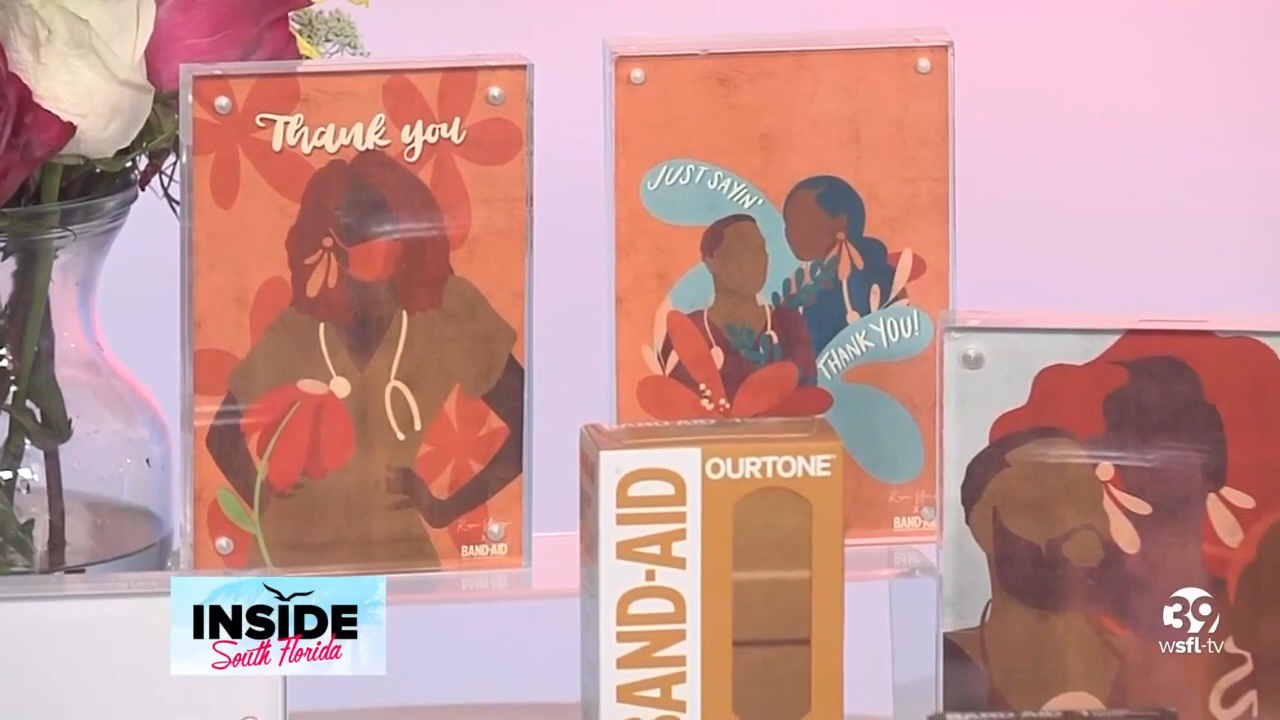 Thank you
BAND-AID
JUST SAYIN'
THANK YOU!
BAND-AID
OURTONE
BAND-AID
INSIDE
South Florida
39
wsfl-tv